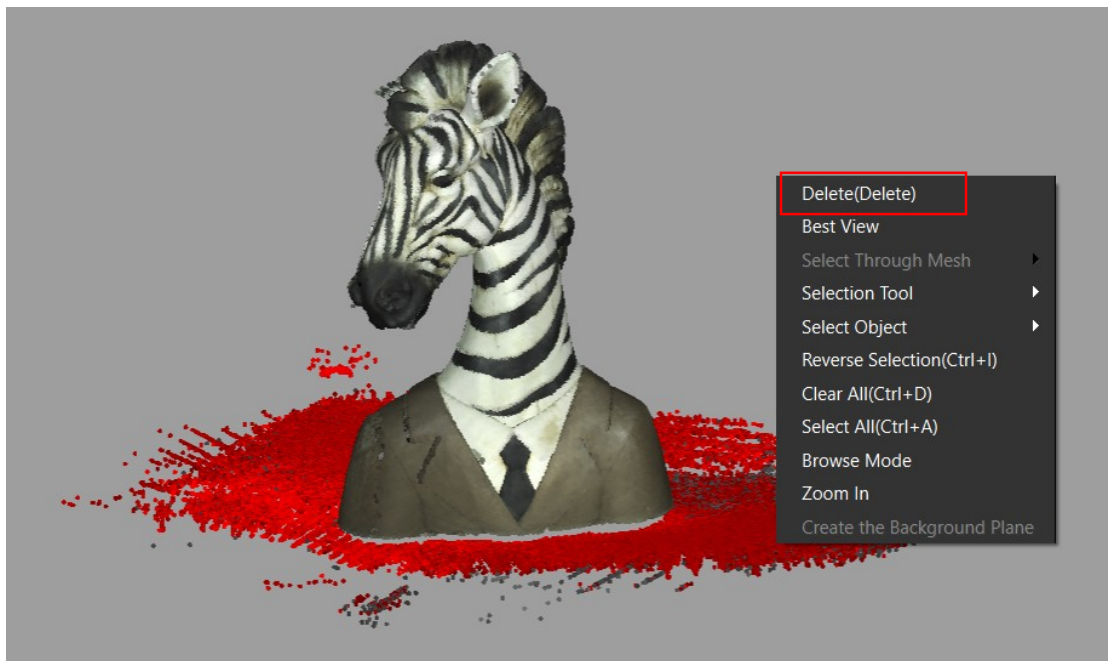 Delete(Delete)
Best View
Select Through Mesh
Selection Tool
Select Object
Reverse Selection(Ctrl+I)
Clear All(Ctrl+D)
Select All(Ctrl+A)
Browse Mode
Zoom In
Create the Background Plane